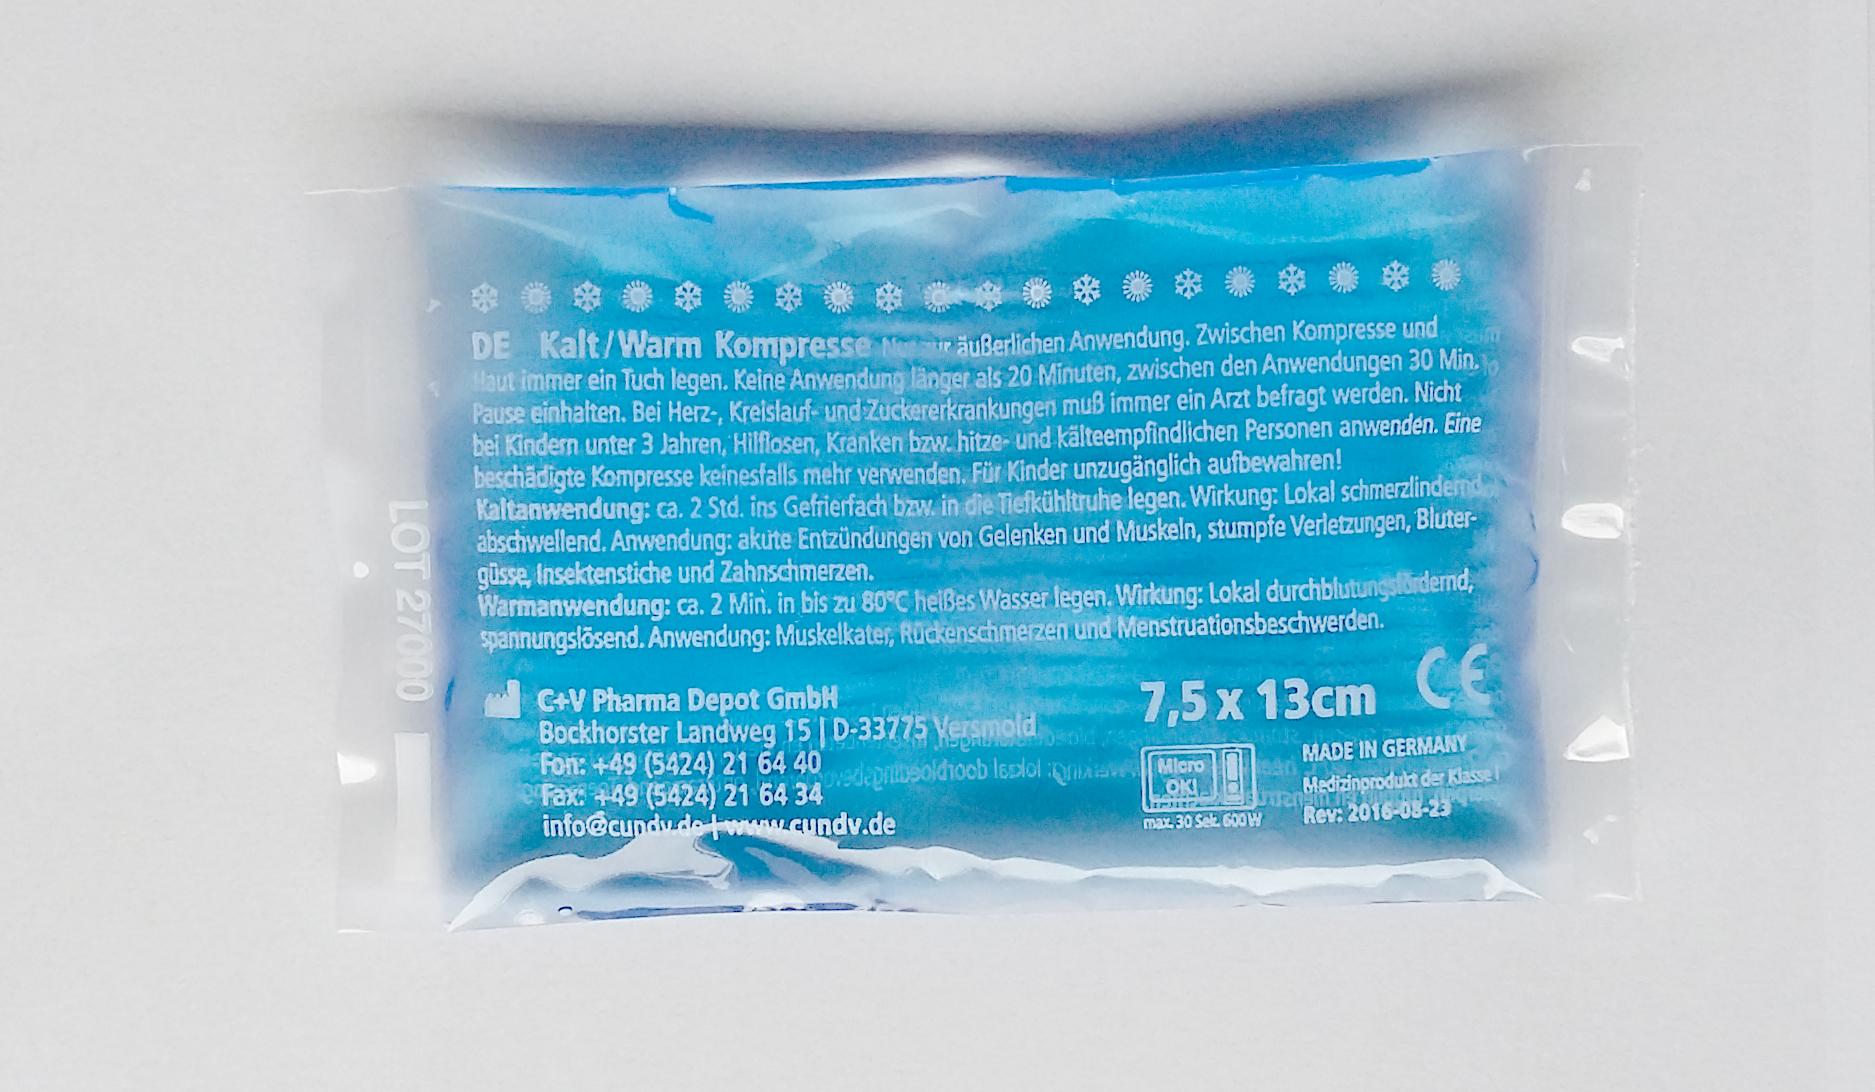 DE Kalt/Warm Kompresse Nur zur äußerlichen Anwendung. Zwischen Kompresse und
Haut immer ein Tuch legen. Keine Anwendung länger als 20 Minuten, zwischen den Anwendungen 30 Min.
Pause einhalten. Bei Herz-, Kreislauf- und Zuckererkrankungen muß immer ein Arzt befragt werden. Nicht
bei Kindern unter 3 Jahren, Hilflosen, Kranken bzw. hitze- und kälteempfindlichen Personen anwenden. Eine
beschädigte Kompresse keinesfalls mehr verwenden. Für Kinder unzugänglich aufbewahren!
Kaltanwendung: ca. 2 Std. ins Gefrierfach bzw. in die Tiefkühltruhe legen. Wirkung: Lokal schmerzlindernd,
abschwellend. Anwendung: akute Entzündungen von Gelenken und Muskeln, stumpfe Verletzungen, Bluter-
güsse, Insektenstiche und Zahnschmerzen.
Warmanwendung: ca. 2 Min. in bis zu 80°C heißes Wasser legen. Wirkung: Lokal durchblutungsfördernd,
spannungslösend. Anwendung: Muskelkater, Rückenschmerzen und Menstruationsbeschwerden.
C+V Pharma Depot GmbH
Bockhorster Landweg 15 | D-33775 Versmold
Fon: +49 (5424) 21 64 40
Fax: +49 (5424) 21 64 34
info@cundv.de | www.cundv.de
7,5 x 13cm
CE
Micro
OK!
max. 30 Sek. 600W
MADE IN GERMANY
Medizinprodukt der Klasse I
Rev: 2016-08-23
LOT 27000